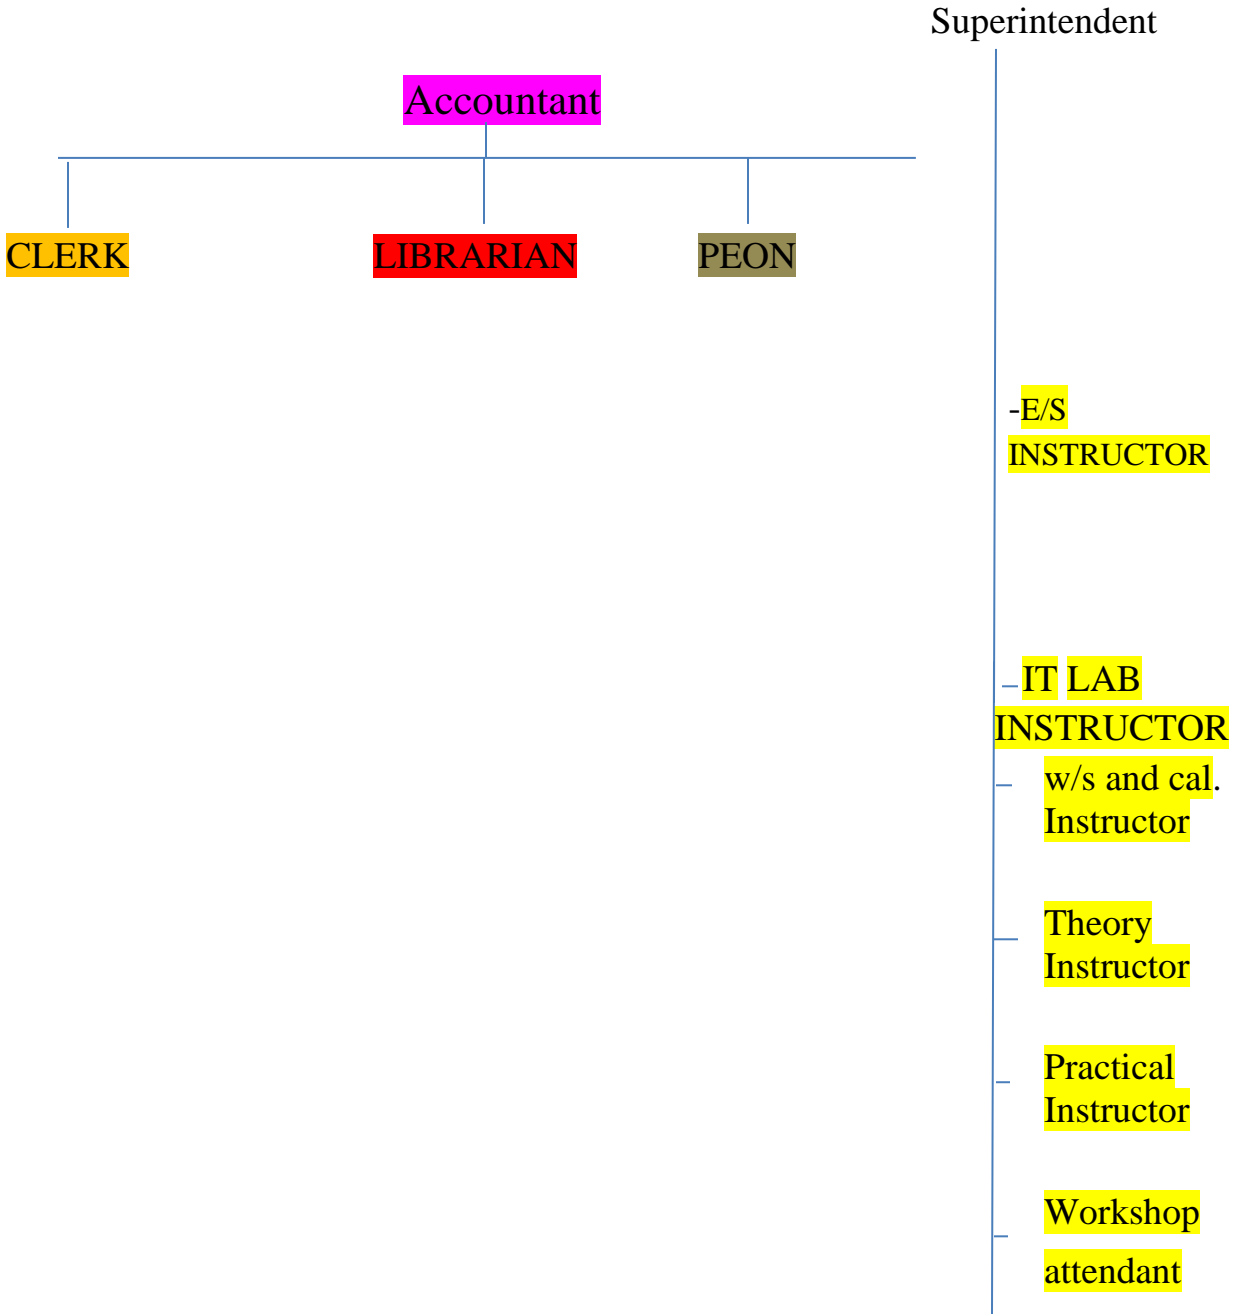 Superintendent
Accountant
CLERK
LIBRARIAN
PEON
-E/S
INSTRUCTOR
IT LAB
INSTRUCTOR
w/s and cal.
Instructor
Theory
Instructor
Practical
Instructor
Workshop
attendant